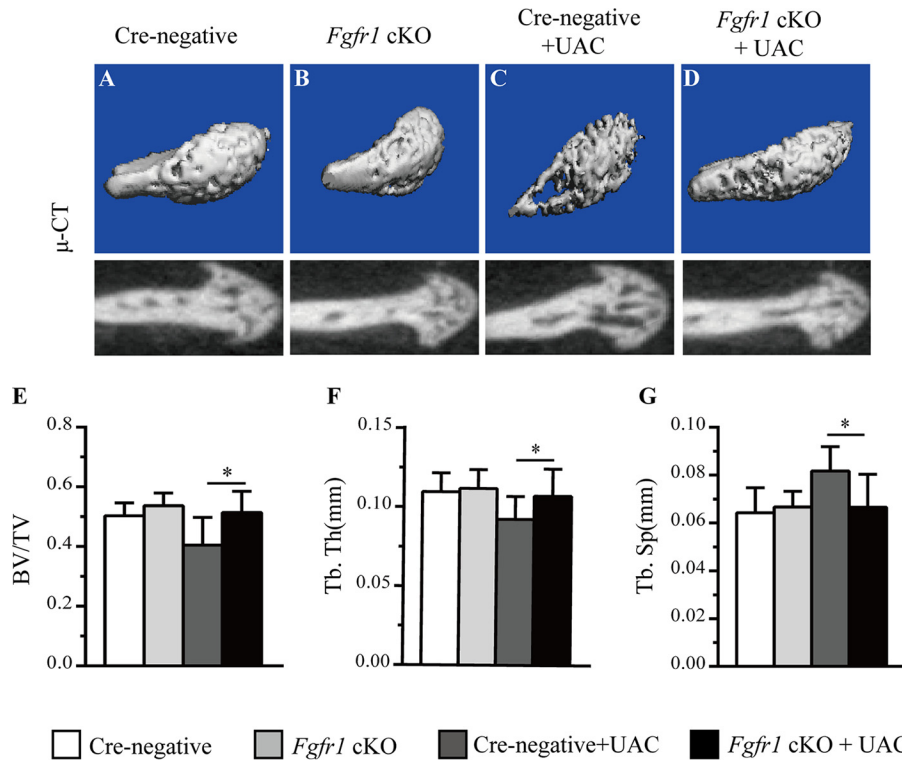 Cre-negative
Fgfr1 cKO
Cre-negative
+UAC
Fgfr1 cKO
+ UAC
A
B
C
D
μ-CT
E
BV/TV
0.8
0.6
0.4
0.2
0.0
*
F
Tb. Th(mm)
0.15
0.10
0.05
0.00
*
G
Tb. Sp(mm)
0.10
0.08
0.06
0.04
0.02
0.00
*
Cre-negative
Fgfr1 cKO
Cre-negative+UAC
Fgfr1 cKO + UAC